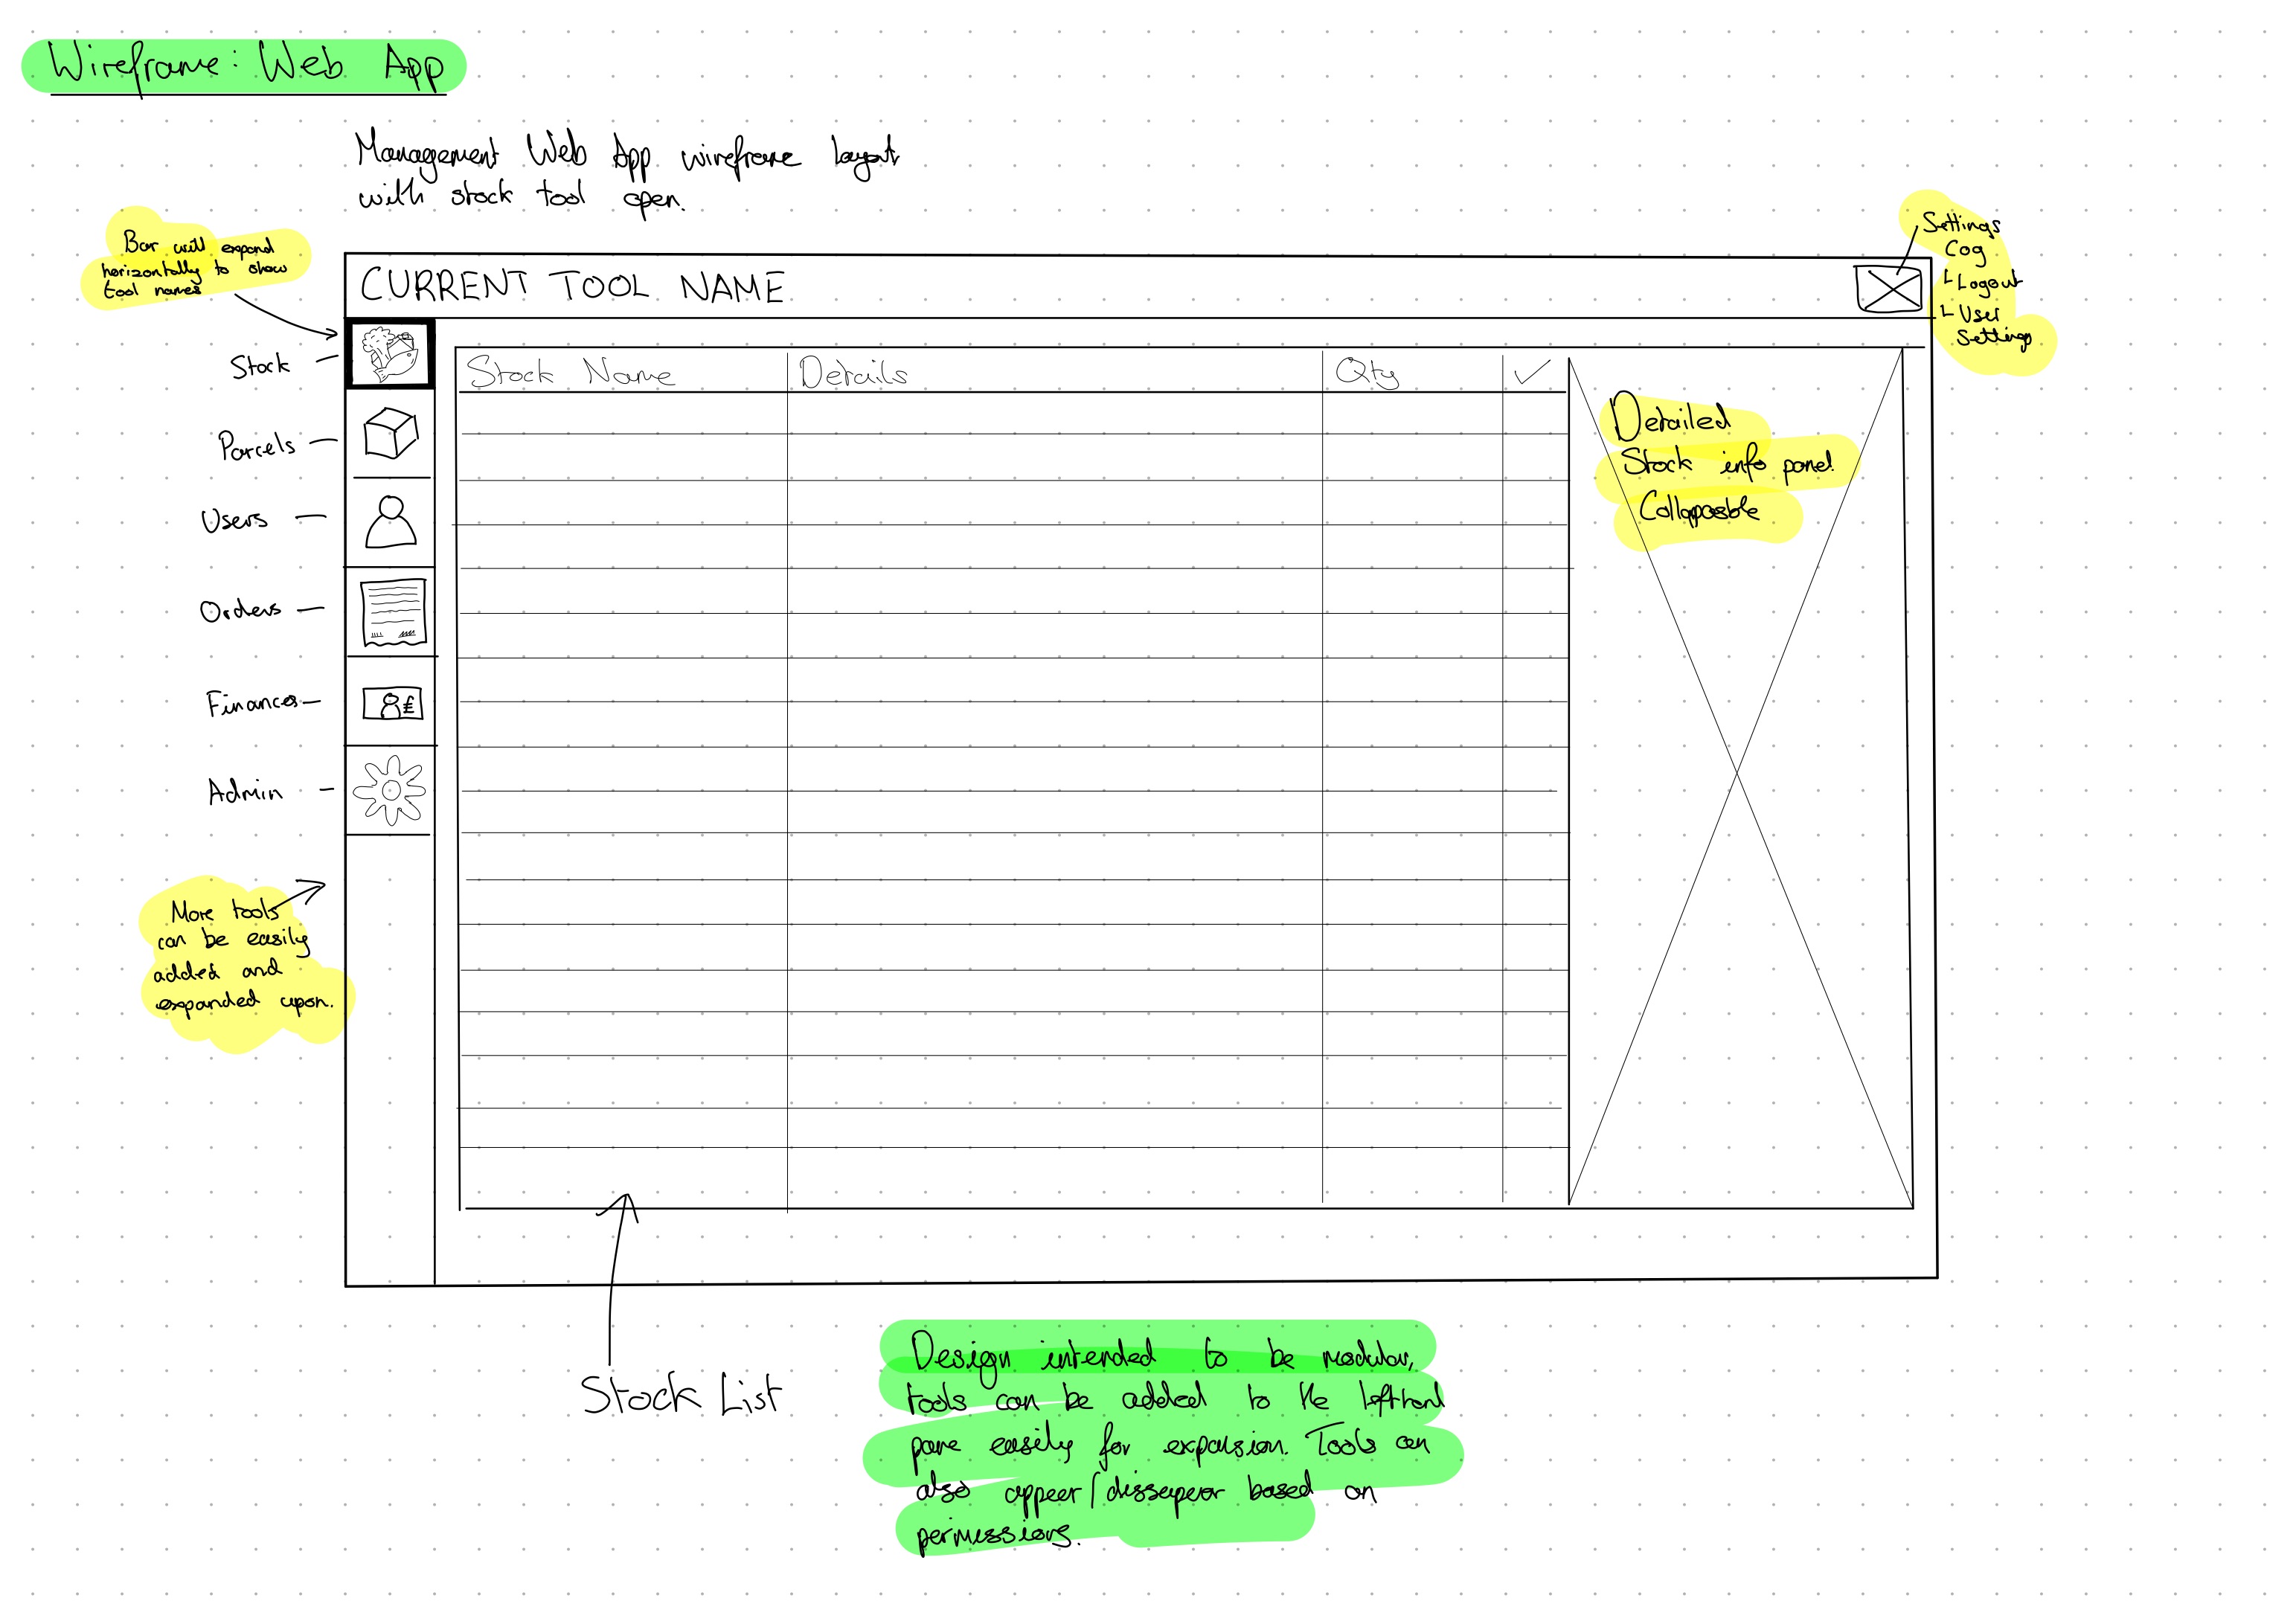 Wireframe: Web App
Management Web App wireframe layout
with stock tool open.
Bar will expand
horizontally to show
tool names
Settings
Cog
Logout
User
Settings
CURRENT TOOL NAME
Stock
Parcels
Users
Orders
Finances
Admin
Stock Name
Details
Qty
✓
Detailed
Stock info panel.
Collapasble
£
More tools
can be easily
added and
expanded upon.
Stock List
Design intended to be modular,
tools can be added to the lefthand
pane easily for expansion. Tools can
also appear/dissapear based on
permissions.